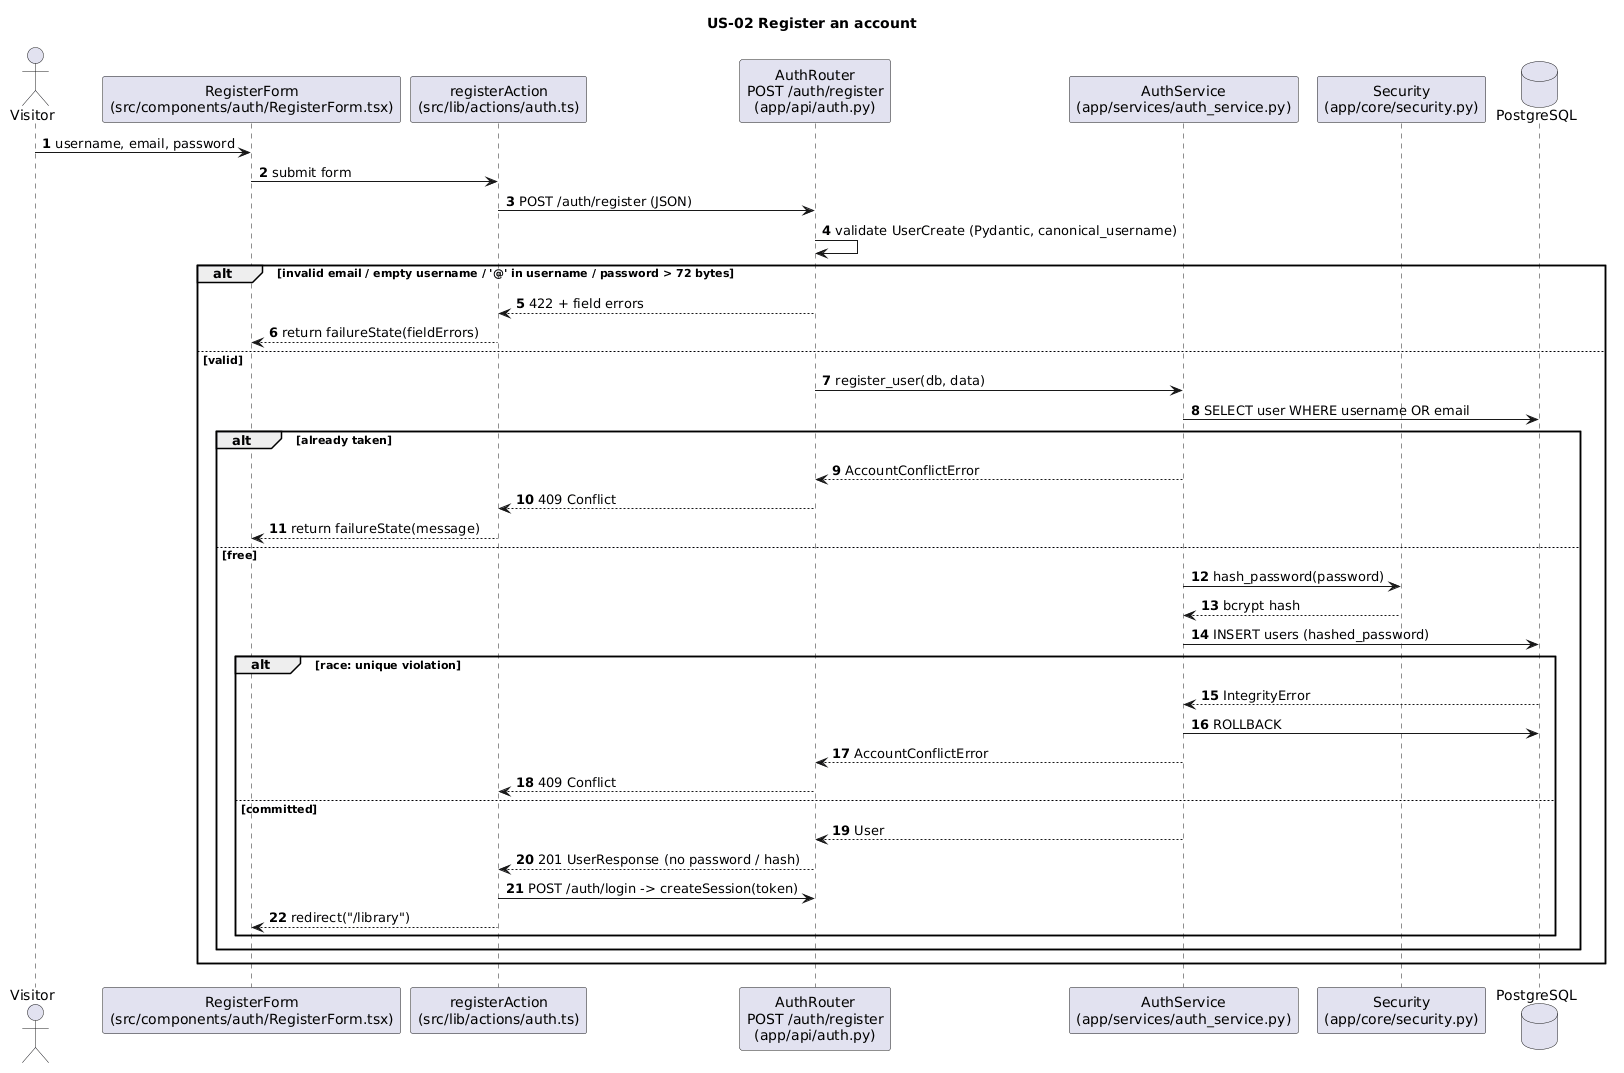 US-02 Register an account
Visitor
RegisterForm
(src/components/auth/RegisterForm.tsx)
registerAction
(src/lib/actions/auth.ts)
AuthRouter
POST /auth/register
(app/api/auth.py)
AuthService
(app/services/auth_service.py)
Security
(app/core/security.py)
PostgreSQL
1 username, email, password
2 submit form
3 POST /auth/register (JSON)
4 validate UserCreate (Pydantic, canonical_username)
alt [invalid email / empty username / '@' in username / password > 72 bytes]
5 422 + field errors
6 return failureState(fieldErrors)
[valid]
7 register_user(db, data)
8 SELECT user WHERE username OR email
alt [already taken]
9 AccountConflictError
10 409 Conflict
11 return failureState(message)
[free]
12 hash_password(password)
13 bcrypt hash
14 INSERT users (hashed_password)
alt [race: unique violation]
15 IntegrityError
16 ROLLBACK
17 AccountConflictError
18 409 Conflict
[committed]
19 User
20 201 UserResponse (no password / hash)
21 POST /auth/login -> createSession(token)
22 redirect("/library")
Visitor
RegisterForm
(src/components/auth/RegisterForm.tsx)
registerAction
(src/lib/actions/auth.ts)
AuthRouter
POST /auth/register
(app/api/auth.py)
AuthService
(app/services/auth_service.py)
Security
(app/core/security.py)
PostgreSQL